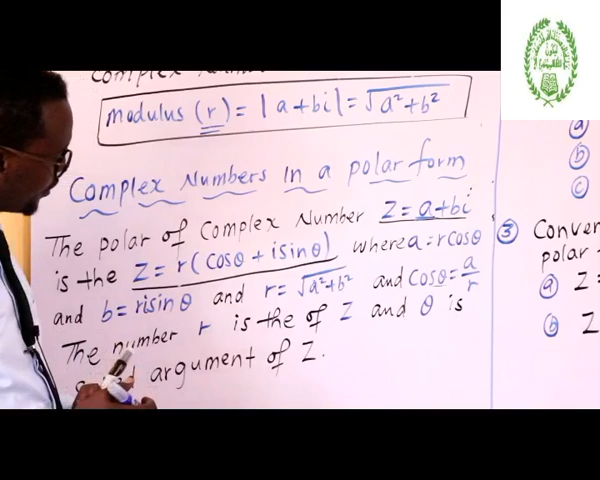 modulus (r) = |a+bi| = √a²+b²
Complex Numbers in a polar form
The polar of Complex Number Z = a+bi
is the Z = r(Cosθ + isinθ) where a = rcosθ
and b = risinθ and r = √a²+b² and Cosθ = a/r
The number r is the of Z and θ is
argument of Z.
ⓐ
ⓑ
ⓒ
③ Conver
polar
ⓐ Z =
ⓑ Z